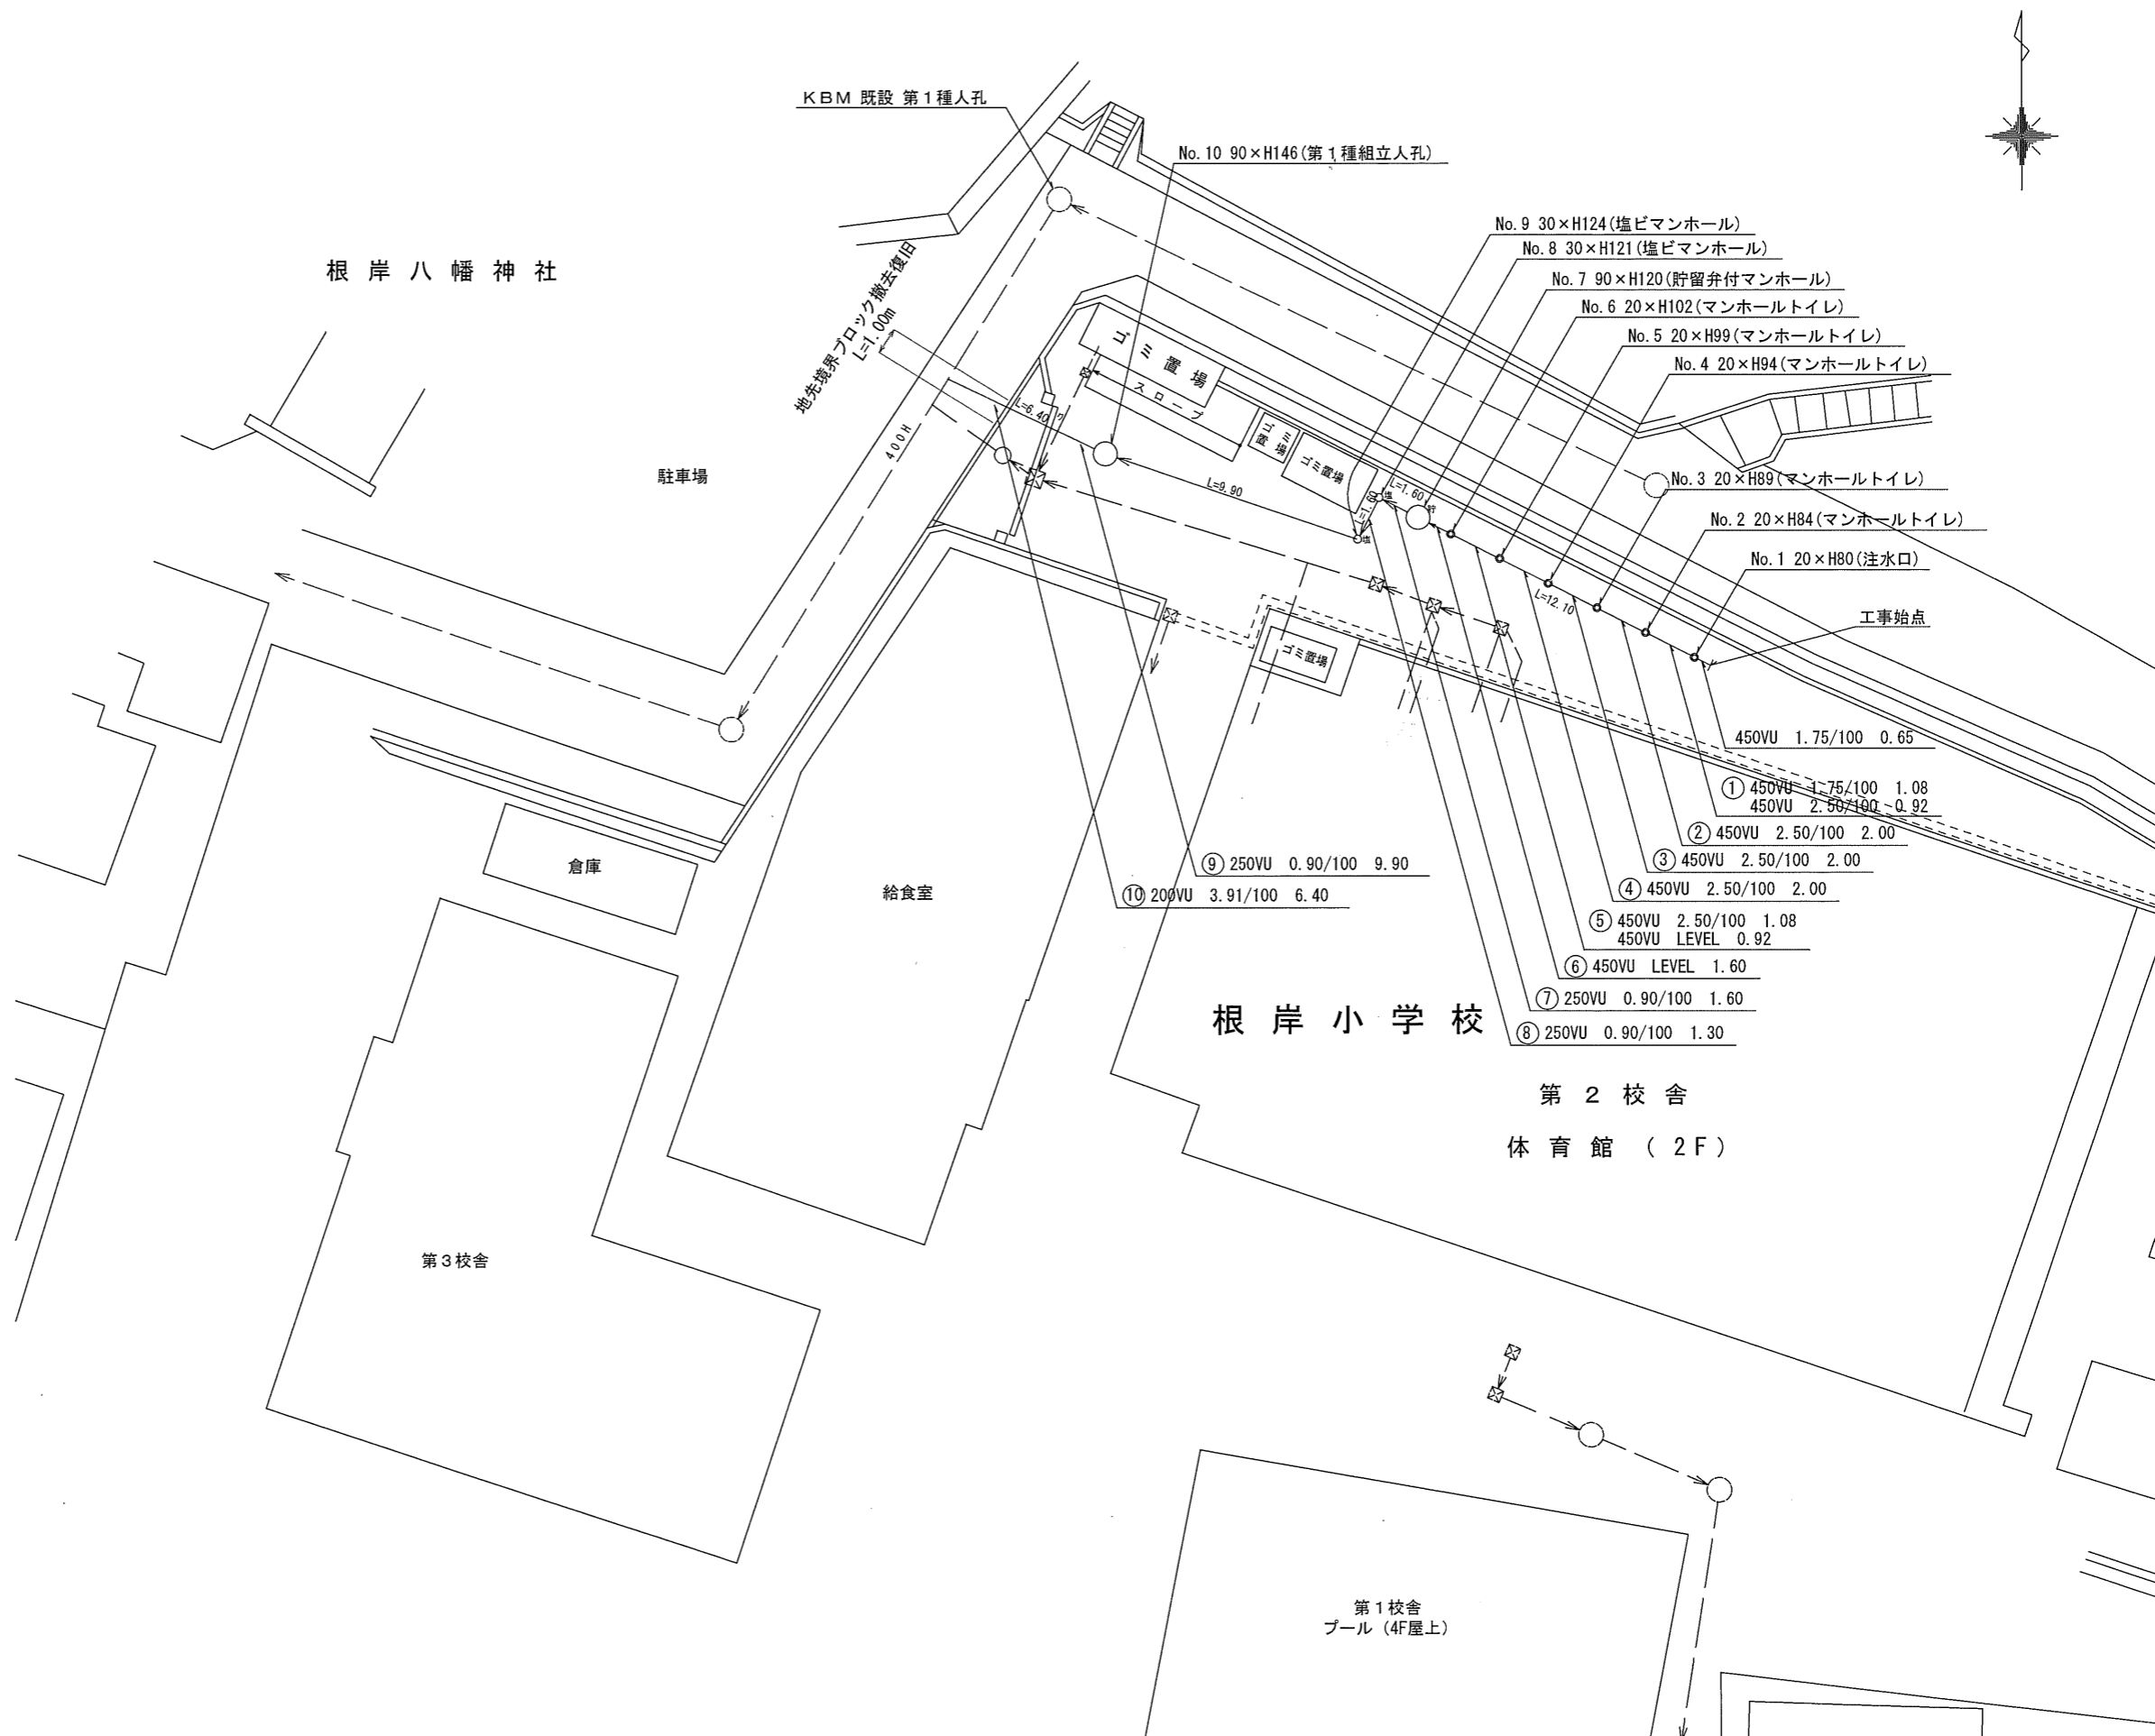 KBM 既設 第1種人孔
No.10 90×H146(第1種組立人孔)
No.9 30×H124(塩ビマンホール)
No.8 30×H121(塩ビマンホール)
No.7 90×H120(貯留弁付マンホール)
No.6 20×H102(マンホールトイレ)
No.5 20×H99(マンホールトイレ)
No.4 20×H94(マンホールトイレ)
No.3 20×H89(マンホールトイレ)
No.2 20×H84(マンホールトイレ)
No.1 20×H80(注水口)
工事始点
根岸八幡神社
地先境界ブロック撤去復旧
L=1.00m
駐車場
400H
L=6.40
ゴミ置場
スロープ
ゴミ置場
ゴミ置場
L=9.90
L=1.60
塩
塩
貯
L=12.10
ゴミ置場
450VU 1.75/100 0.65
① 450VU 1.75/100 1.08
450VU 2.50/100 0.92
② 450VU 2.50/100 2.00
③ 450VU 2.50/100 2.00
④ 450VU 2.50/100 2.00
⑤ 450VU 2.50/100 1.08
450VU LEVEL 0.92
⑥ 450VU LEVEL 1.60
⑦ 250VU 0.90/100 1.60
⑧ 250VU 0.90/100 1.30
⑨ 250VU 0.90/100 9.90
⑩ 200VU 3.91/100 6.40
倉庫
給食室
根岸小学校
第2校舎
体育館(2F)
第3校舎
第1校舎
プール(4F屋上)